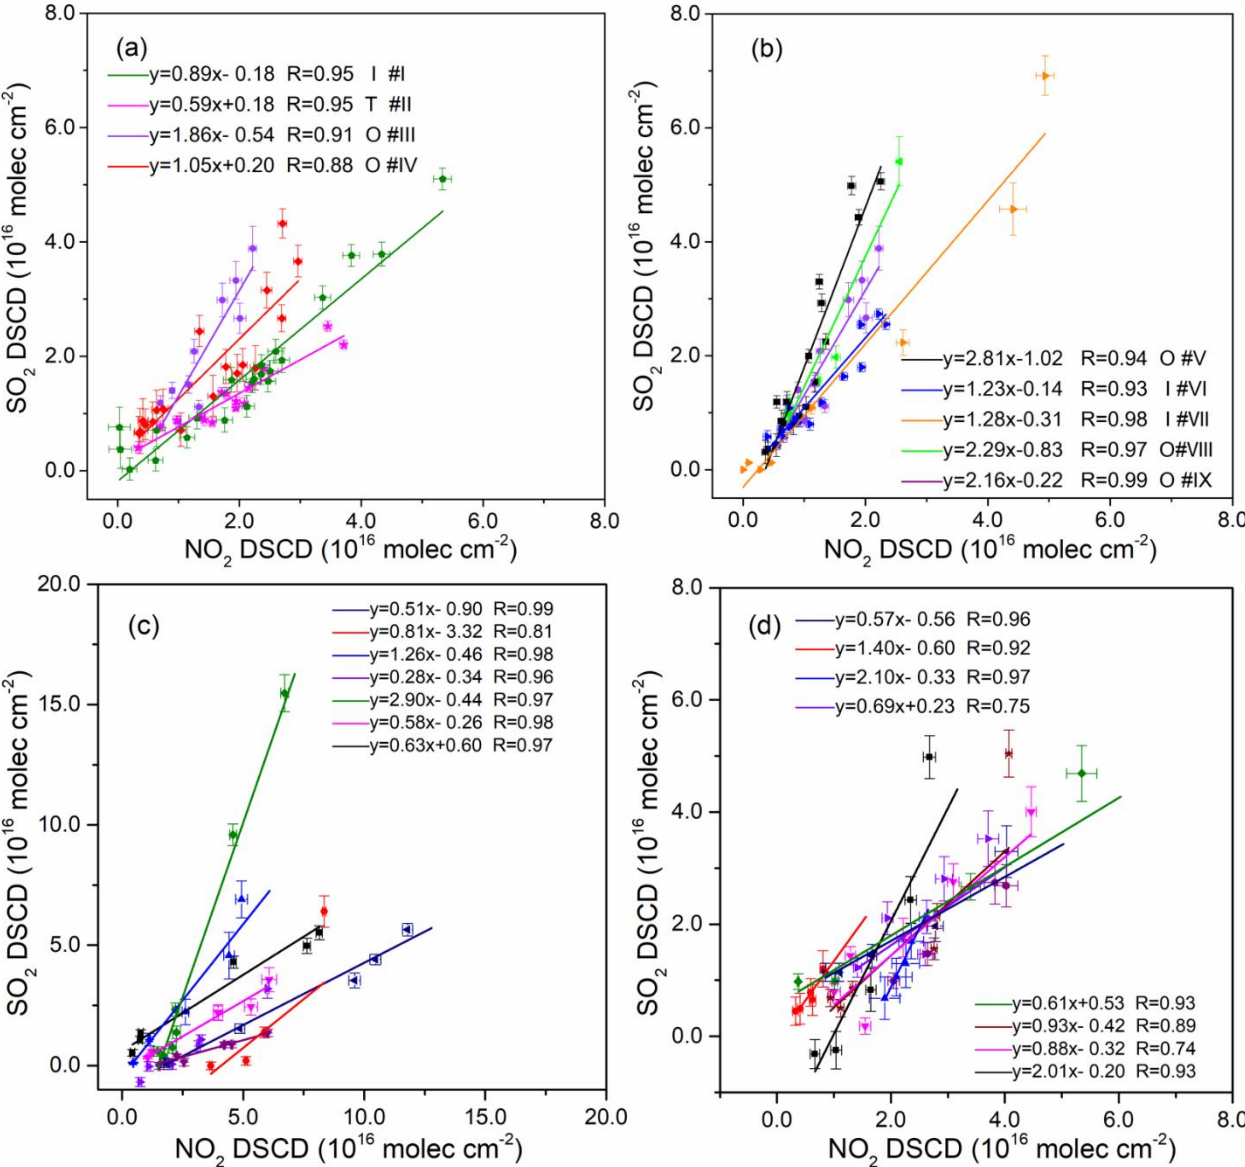 (a)
y=0.89x- 0.18 R=0.95 I #I
y=0.59x+0.18 R=0.95 T #II
y=1.86x- 0.54 R=0.91 O #III
y=1.05x+0.20 R=0.88 O #IV
8.0
6.0
4.0
2.0
0.0
SO2 DSCD (10^16 molec cm^-2)
0.0 2.0 4.0 6.0 8.0
NO2 DSCD (10^16 molec cm^-2)
(b)
8.0
6.0
4.0
2.0
0.0
SO2 DSCD (10^16 molec cm^-2)
y=2.81x-1.02 R=0.94 O #V
y=1.23x-0.14 R=0.93 I #VI
y=1.28x-0.31 R=0.98 I #VII
y=2.29x-0.83 R=0.97 O#VIII
y=2.16x-0.22 R=0.99 O #IX
0.0 2.0 4.0 6.0 8.0
NO2 DSCD (10^16 molec cm^-2)
(c)
y=0.51x- 0.90 R=0.99
y=0.81x- 3.32 R=0.81
y=1.26x- 0.46 R=0.98
y=0.28x- 0.34 R=0.96
y=2.90x- 0.44 R=0.97
y=0.58x- 0.26 R=0.98
y=0.63x+0.60 R=0.97
20.0
15.0
10.0
5.0
0.0
SO2 DSCD (10^16 molec cm^-2)
0.0 5.0 10.0 15.0 20.0
NO2 DSCD (10^16 molec cm^-2)
(d)
y=0.57x- 0.56 R=0.96
y=1.40x- 0.60 R=0.92
y=2.10x- 0.33 R=0.97
y=0.69x+0.23 R=0.75
8.0
6.0
4.0
2.0
0.0
SO2 DSCD (10^16 molec cm^-2)
y=0.61x+0.53 R=0.93
y=0.93x- 0.42 R=0.89
y=0.88x- 0.32 R=0.74
y=2.01x- 0.20 R=0.93
0.0 2.0 4.0 6.0 8.0
NO2 DSCD (10^16 molec cm^-2)